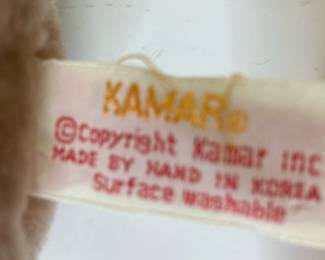 KAMAR®
©Copyright Kamar inc
MADE BY HAND IN KOREA
Surface washable